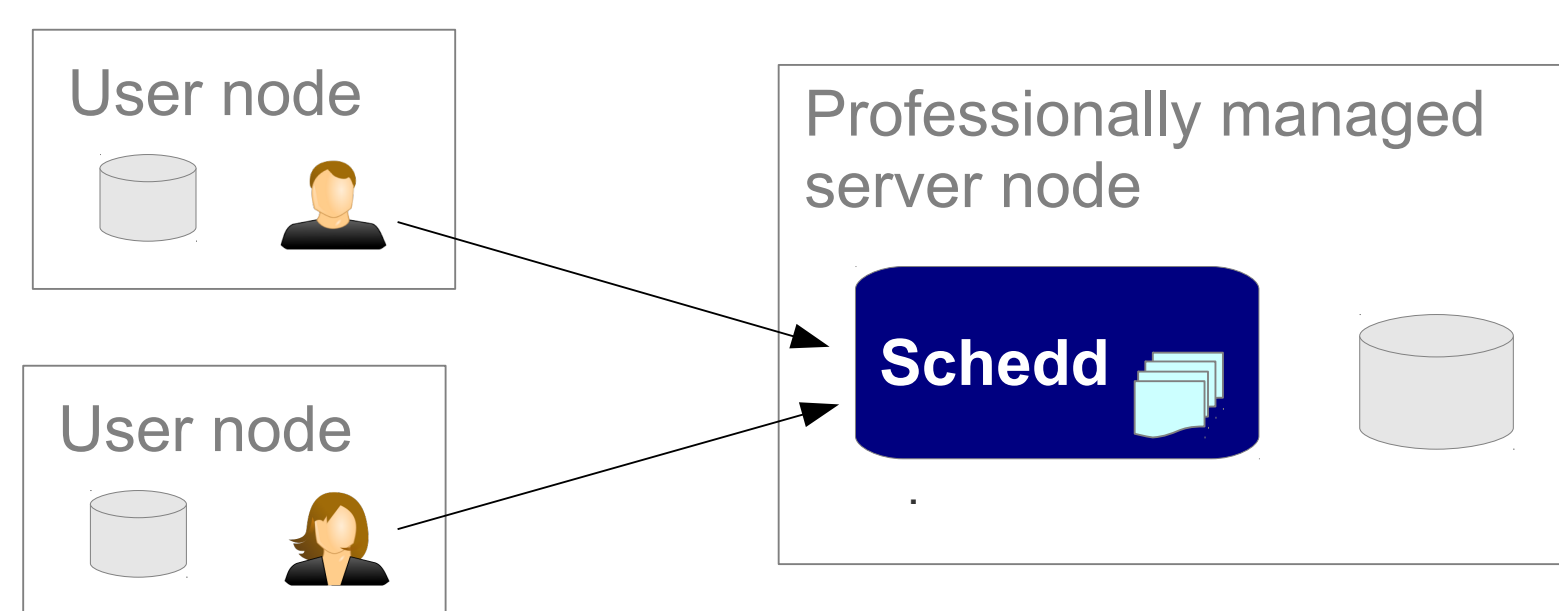 User node
Professionally managed
server node
Schedd
User node